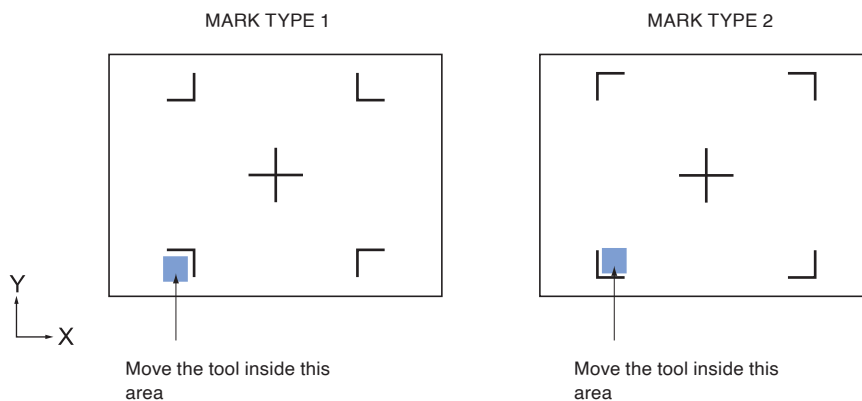 MARK TYPE 1
MARK TYPE 2
Y
X
Move the tool inside this
area
Move the tool inside this
area